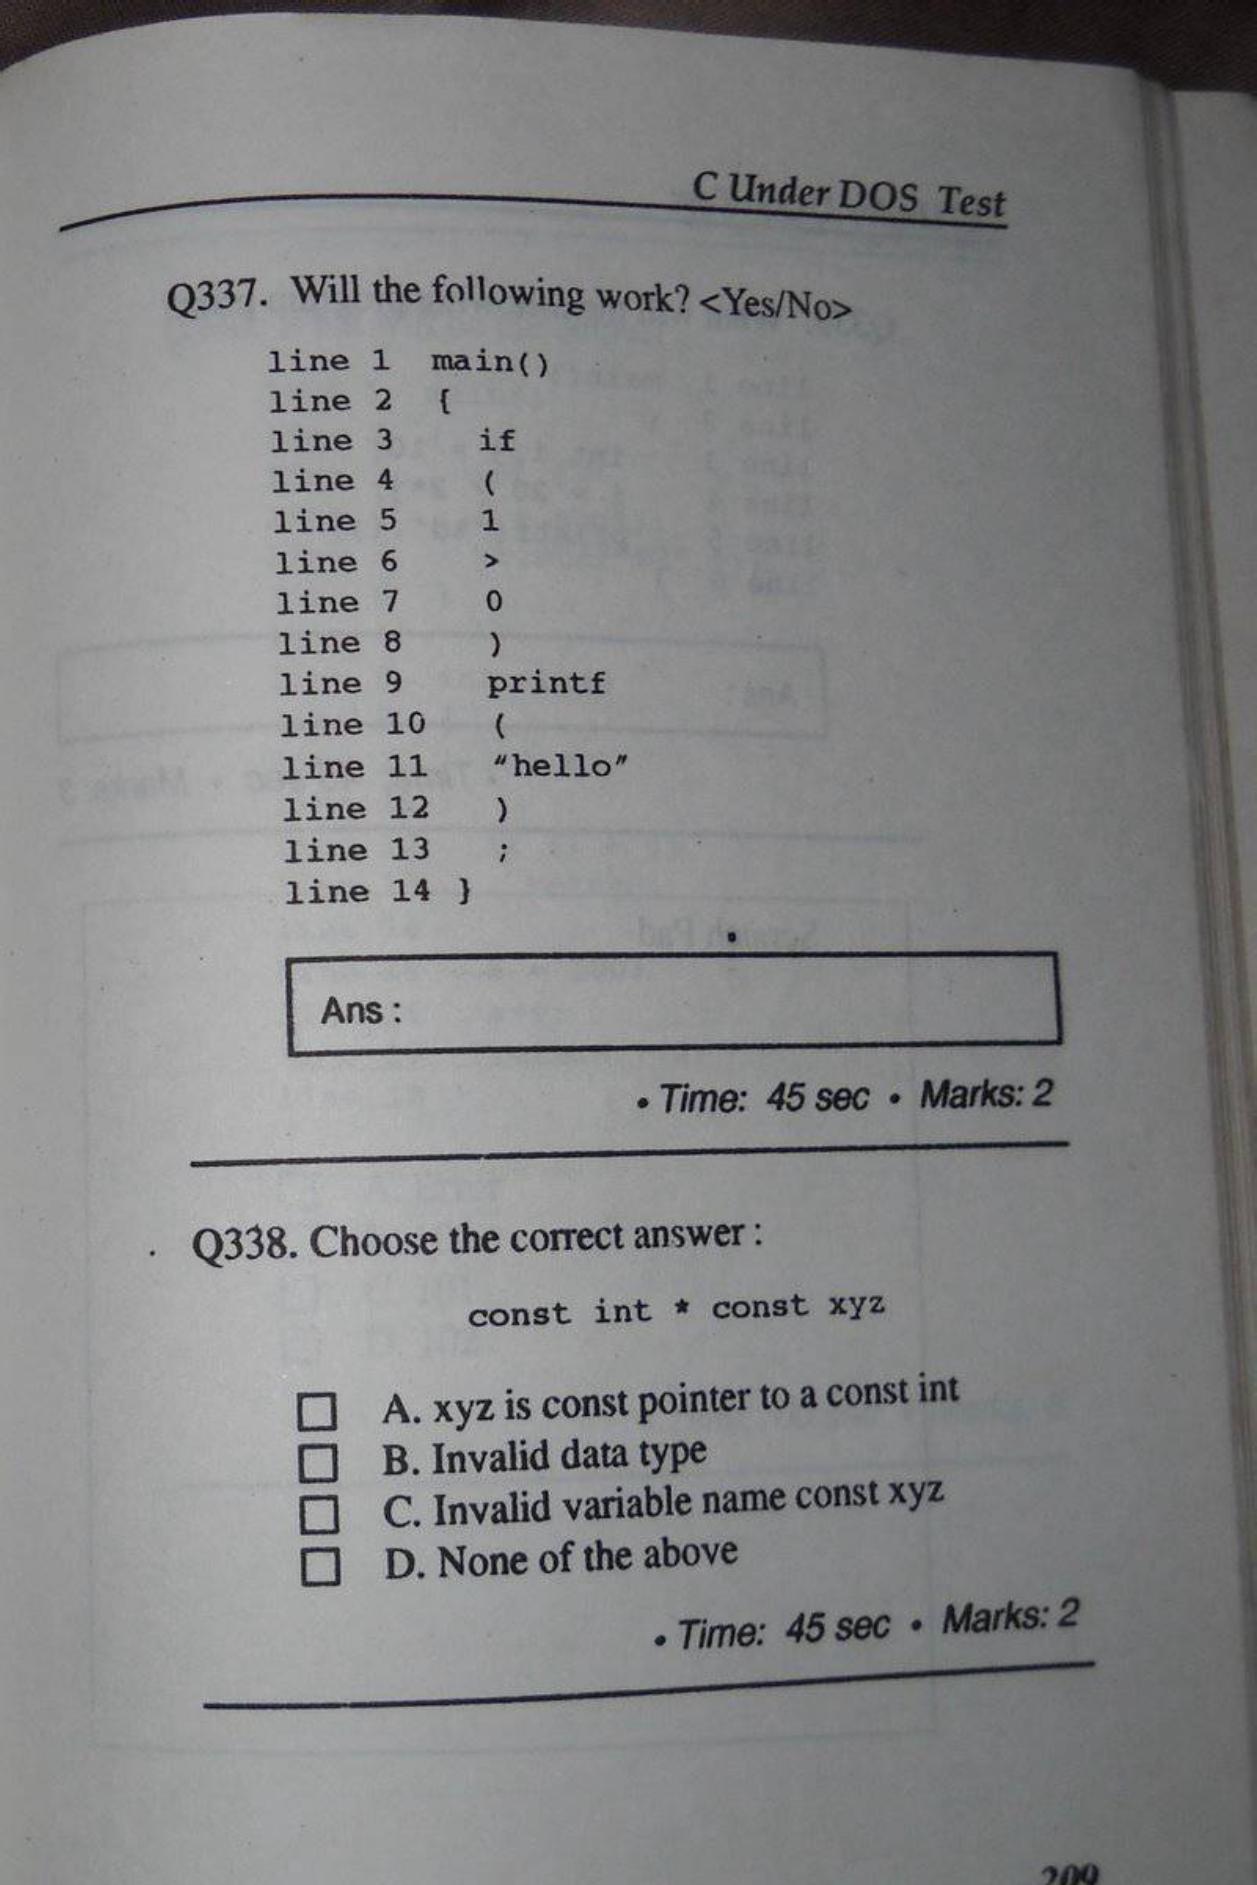 C Under DOS Test
Q337. Will the following work? <Yes/No>
line 1 main()
line 2 {
line 3 if
line 4 (
line 5 1
line 6 >
line 7 0
line 8 )
line 9 printf
line 10 (
line 11 “hello”
line 12 )
line 13 ;
line 14 }
Ans :
• Time: 45 sec • Marks: 2
Q338. Choose the correct answer :
const int * const xyz
A. xyz is const pointer to a const int
B. Invalid data type
C. Invalid variable name const xyz
D. None of the above
• Time: 45 sec • Marks: 2
209